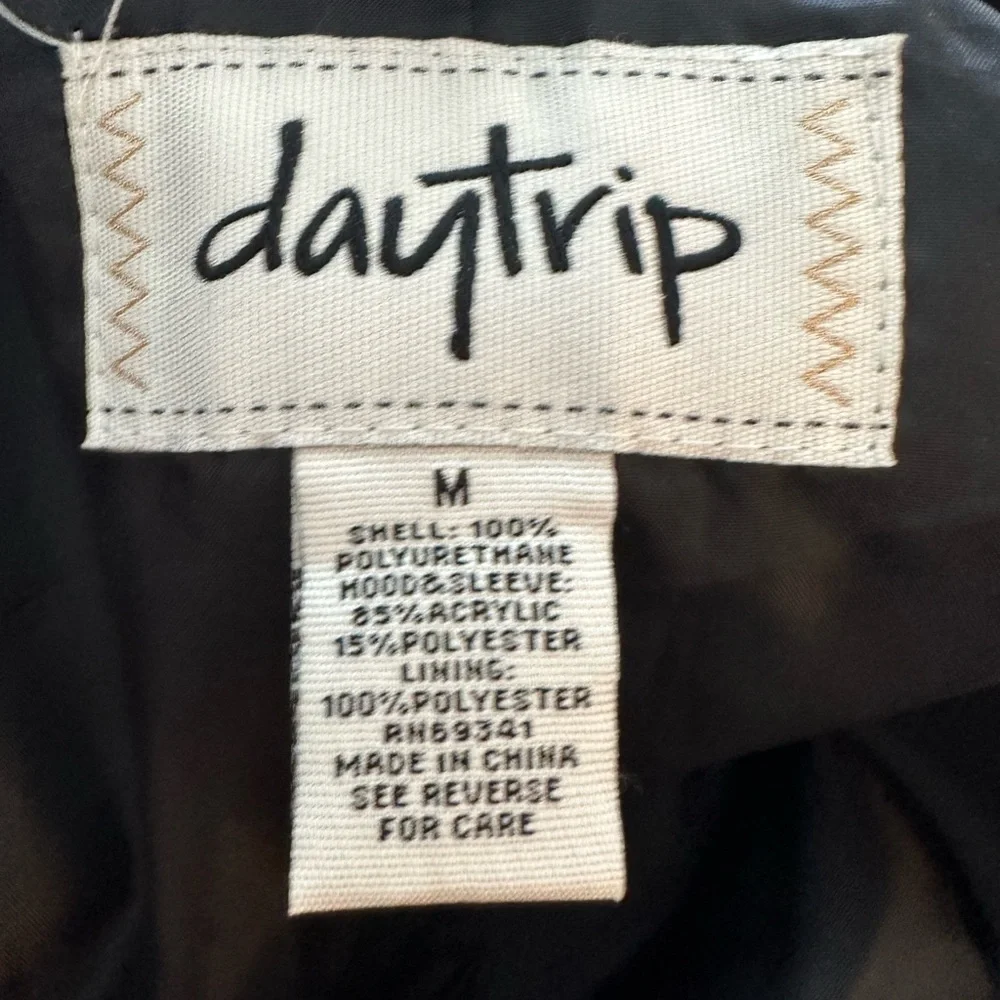 daytrip
M
SHELL: 100%
POLYURETHANE
HOOD&SLEEVE:
85%ACRYLIC
15%POLYESTER
LINING:
100%POLYESTER
RN69341
MADE IN CHINA
SEE REVERSE
FOR CARE